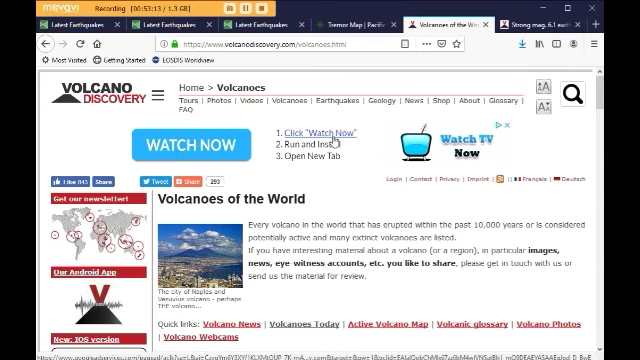 movavi
Recording (53:13 / 1.3 GB)
Latest Earthquakes
Latest Earthquakes
Latest Earthquakes
Tremor Map | Pacific
Volcanoes of the Wor
Strong mag. 6.1 earth
https://www.volcanodiscovery.com/volcanoes.html
Most Visited Getting Started EOSDIS Worldview
VOLCANO
DISCOVERY
Home > Volcanoes
Tours | Photos | Videos | Volcanoes | Earthquakes | Geology | News | Shop | About | Glossary |
FAQ
WATCH NOW
1. Click "Watch Now"
2. Run and Install
3. Open New Tab
Watch TV
Now
Like 843 Share Tweet Share 293
Login | Contact | Privacy | Imprint | Français Deutsch
Get our newsletter!
Our Android App
New: IOS version
Volcanoes of the World
Every volcano in the world that has erupted within the past 10,000 years or is considered
potentially active and many extinct volcanoes are listed.
If you have interesting material about a volcano (or a region), in particular images,
news, eye-witness accounts, etc. you like to share, please get in touch with us or
send us the material for review.
The city of Naples and
Vesuvius volcano - perhaps
THE volcano...
Quick links: Volcano News | Volcanoes Today | Active Volcano Map | Volcanic glossary | Volcano Photos |
Volcano Webcams